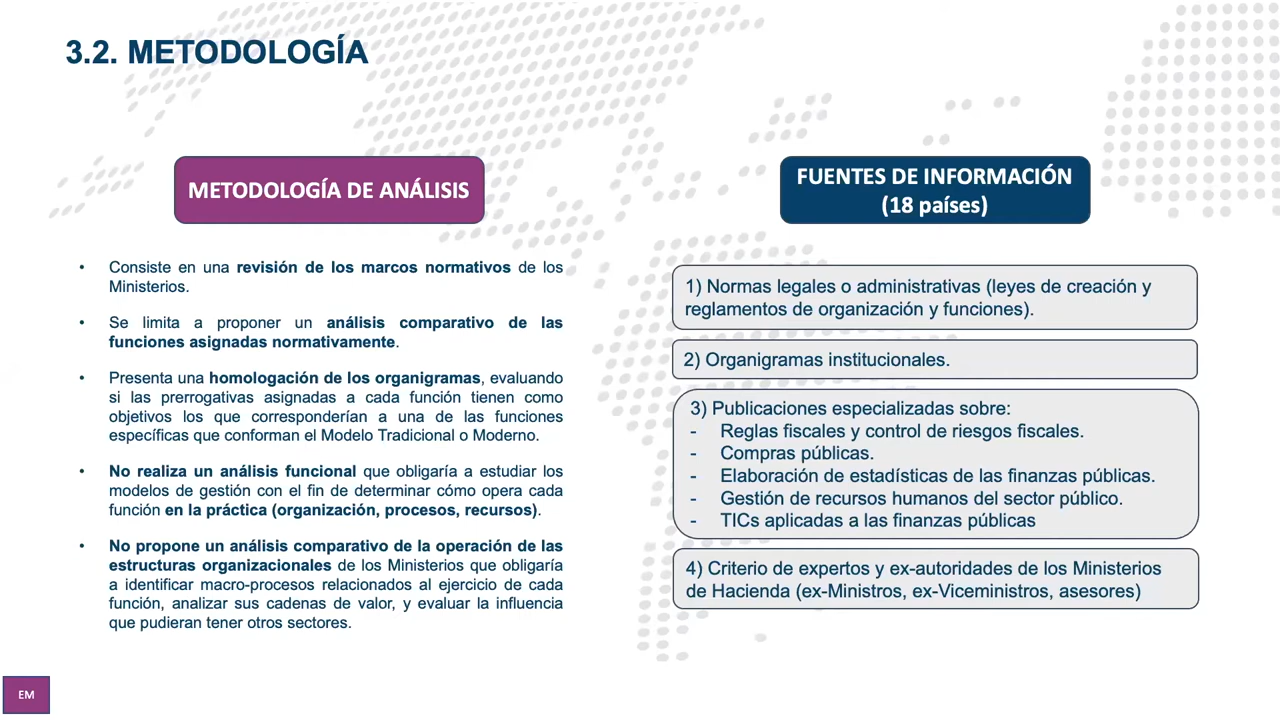 3.2. METODOLOGÍA
METODOLOGÍA DE ANÁLISIS
• Consiste en una revisión de los marcos normativos de los
Ministerios.
• Se limita a proponer un análisis comparativo de las
funciones asignadas normativamente.
• Presenta una homologación de los organigramas, evaluando
si las prerrogativas asignadas a cada función tienen como
objetivos los que corresponderían a una de las funciones
específicas que conforman el Modelo Tradicional o Moderno.
• No realiza un análisis funcional que obligaría a estudiar los
modelos de gestión con el fin de determinar cómo opera cada
función en la práctica (organización, procesos, recursos).
• No propone un análisis comparativo de la operación de las
estructuras organizacionales de los Ministerios que obligaría
a identificar macro-procesos relacionados al ejercicio de cada
función, analizar sus cadenas de valor, y evaluar la influencia
que pudieran tener otros sectores.
FUENTES DE INFORMACIÓN
(18 países)
1) Normas legales o administrativas (leyes de creación y
reglamentos de organización y funciones).
2) Organigramas institucionales.
3) Publicaciones especializadas sobre:
- Reglas fiscales y control de riesgos fiscales.
- Compras públicas.
- Elaboración de estadísticas de las finanzas públicas.
- Gestión de recursos humanos del sector público.
- TICs aplicadas a las finanzas públicas
4) Criterio de expertos y ex-autoridades de los Ministerios
de Hacienda (ex-Ministros, ex-Viceministros, asesores)
EM